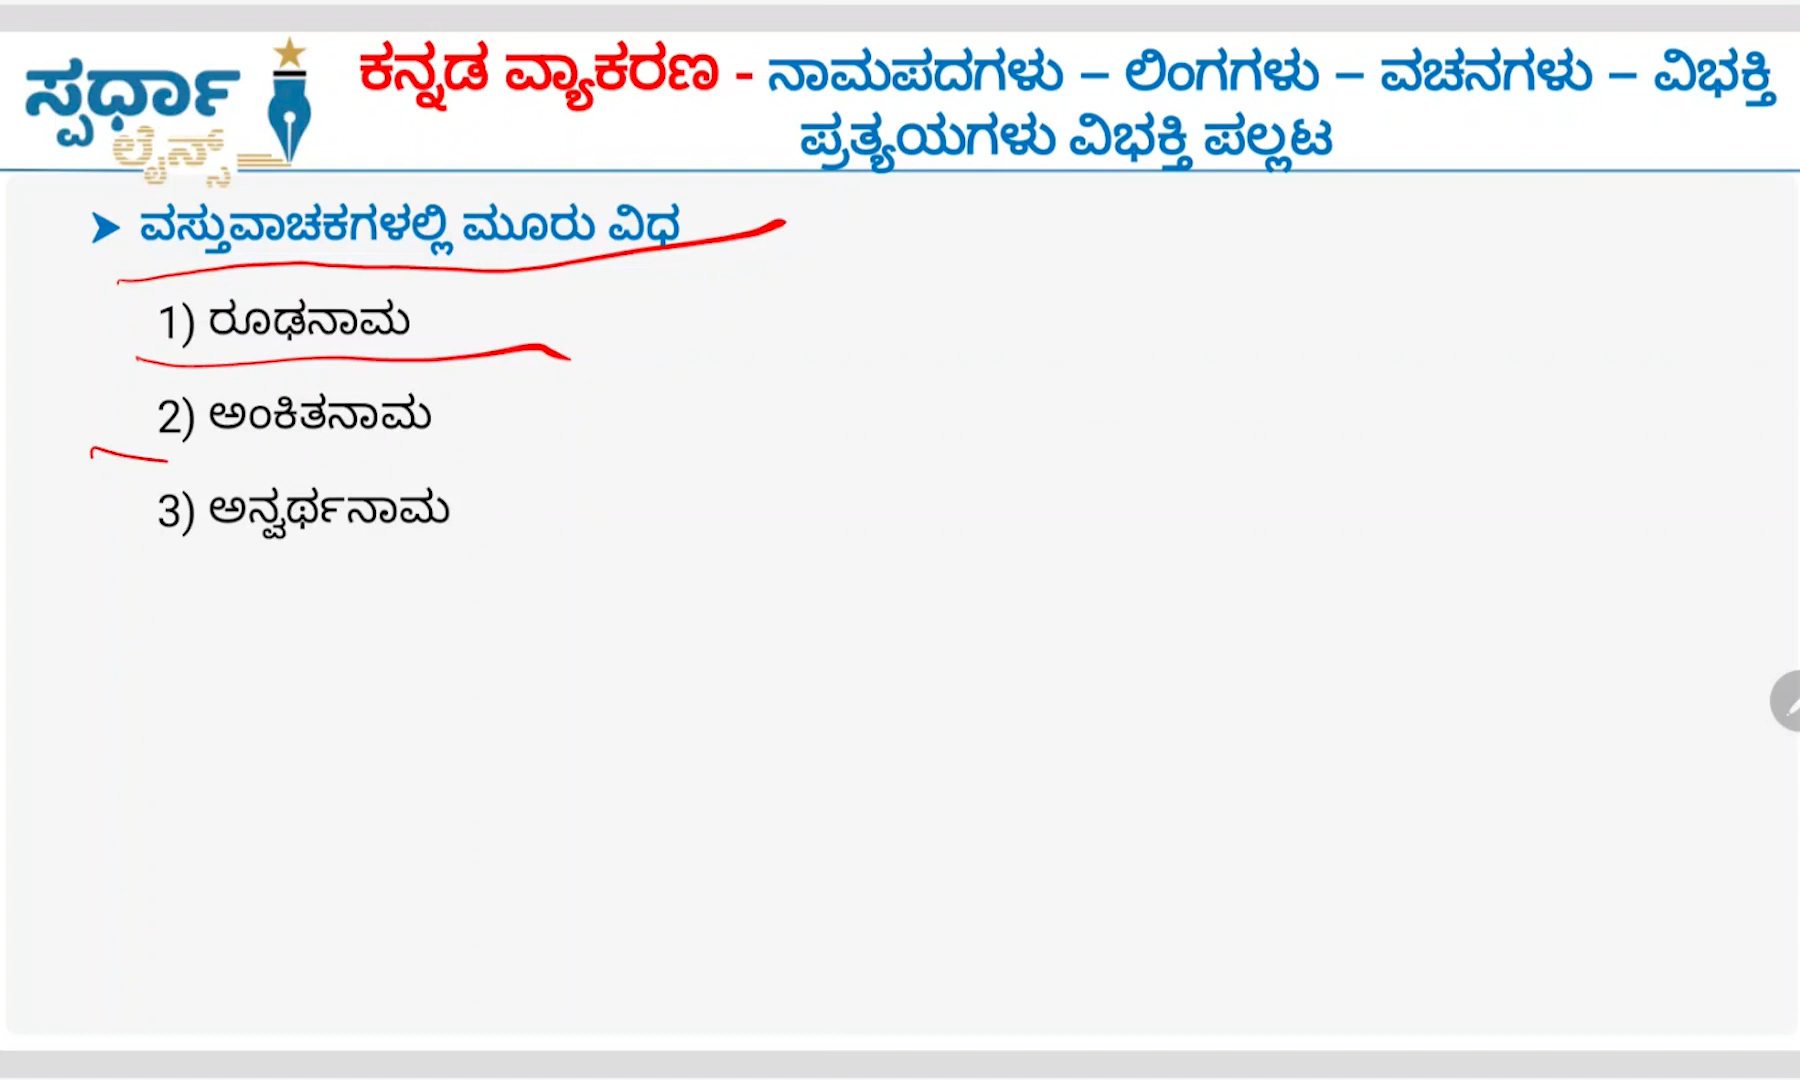 ಸ್ಪರ್ಧಾ
ಲೈನ್ಸ್
ಕನ್ನಡ ವ್ಯಾಕರಣ - ನಾಮಪದಗಳು – ಲಿಂಗಗಳು – ವಚನಗಳು – ವಿಭಕ್ತಿ
ಪ್ರತ್ಯಯಗಳು ವಿಭಕ್ತಿ ಪಲ್ಲಟ
➤ ವಸ್ತುವಾಚಕಗಳಲ್ಲಿ ಮೂರು ವಿಧ
1) ರೂಢನಾಮ
2) ಅಂಕಿತನಾಮ
3) ಅನ್ವರ್ಥನಾಮ